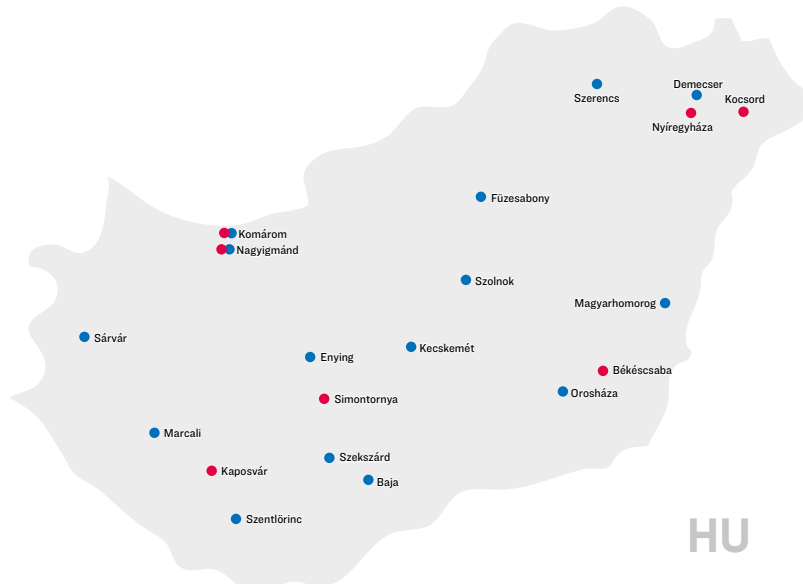 Demecser
Szerencs
Kocsord
Nyíregyháza
Füzesabony
Komárom
Nagyigmánd
Szolnok
Magyarhomorog
Sárvár
Kecskemét
Enying
Békéscsaba
Orosháza
Simontornya
Marcali
Szekszárd
Kaposvár
Baja
Szentlörinc
HU